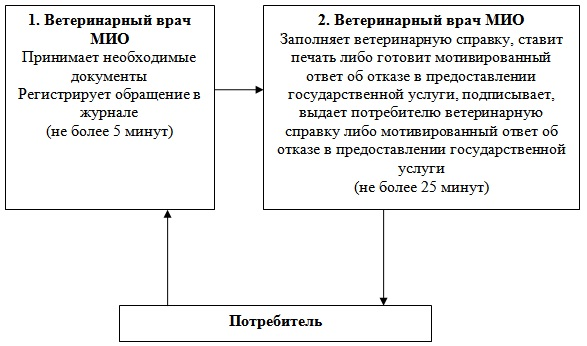 1. Ветеринарный врач
МИО
Принимает необходимые
документы
Регистрирует обращение в
журнале
(не более 5 минут)
2. Ветеринарный врач МИО
Заполняет ветеринарную справку, ставит
печать либо готовит мотивированный
ответ об отказе в предоставлении
государственной услуги, подписывает,
выдает потребителю ветеринарную
справку либо мотивированный ответ об
отказе в предоставлении государственной
услуги
(не более 25 минут)
Потребитель